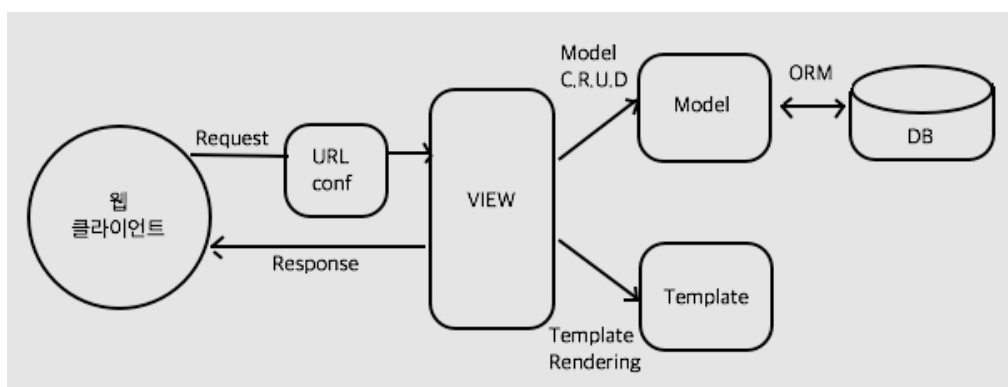 웹
클라이언트
Request
URL
conf
Response
VIEW
Model
C,R,U,D
Model
ORM
DB
Template
Rendering
Template